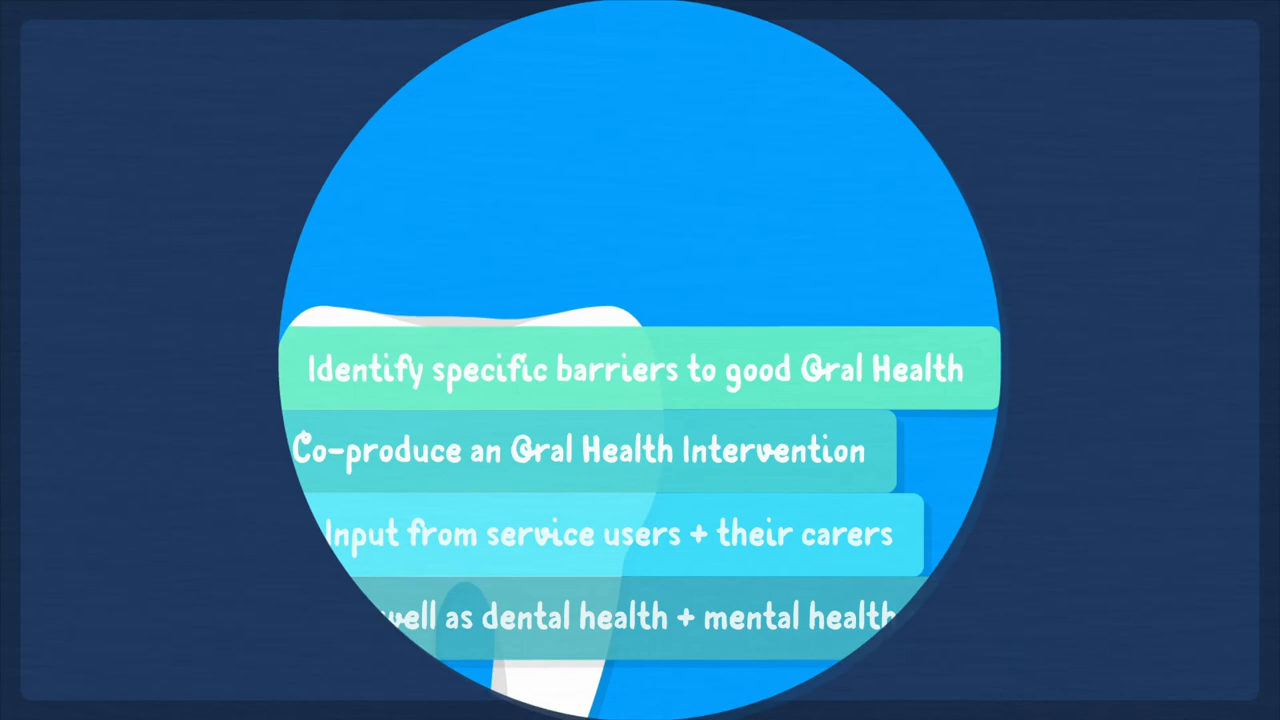 Identify specific barriers to good Oral Health
Co-produce an Oral Health Intervention
Input from service users + their carers
well as dental health + mental health